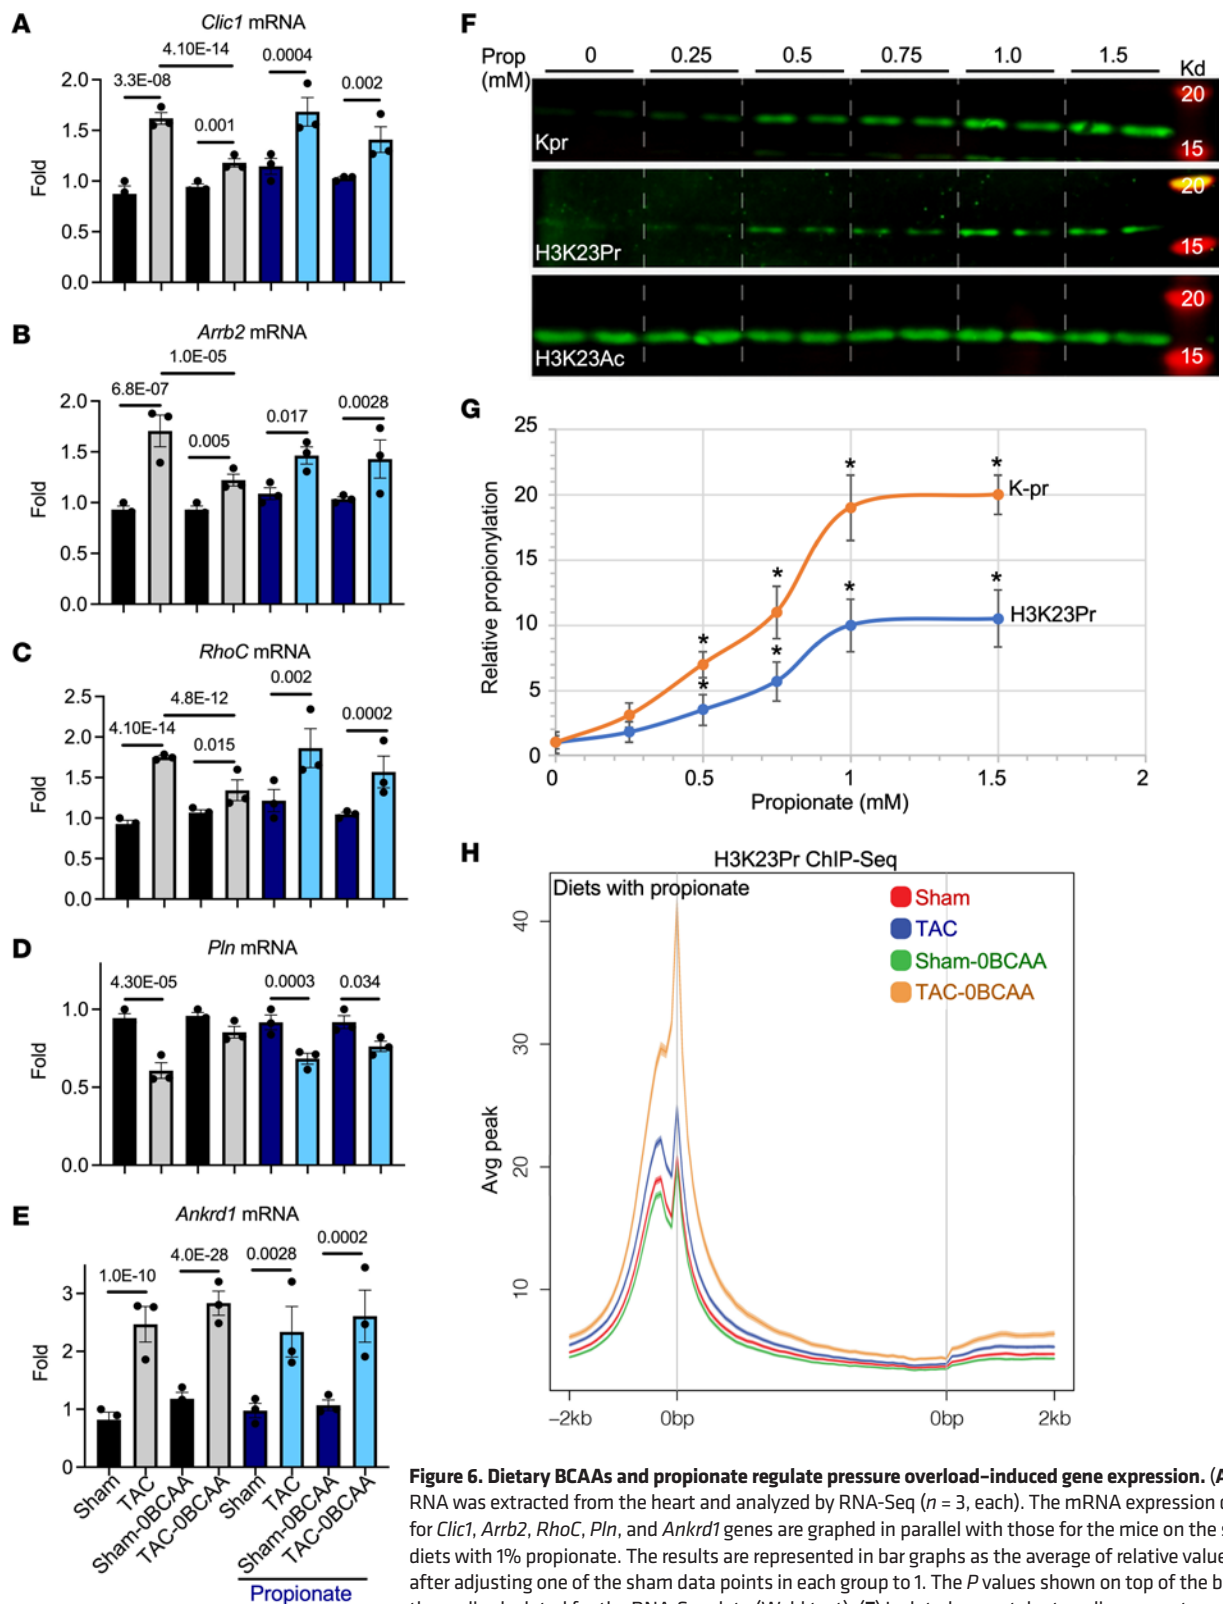 A
Clic1 mRNA
4.10E-14
0.0004
3.3E-08
0.001
0.002
2.0
1.5
1.0
0.5
0.0
Fold
B
Arrb2 mRNA
1.0E-05
6.8E-07
0.005
0.017
0.0028
2.0
1.5
1.0
0.5
0.0
Fold
C
RhoC mRNA
4.8E-12
0.002
4.10E-14
0.015
0.0002
2.5
2.0
1.5
1.0
0.5
0.0
Fold
D
Pln mRNA
4.30E-05
0.0003
0.034
1.0
0.5
0.0
Fold
E
Ankrd1 mRNA
1.0E-10
4.0E-28
0.0028
0.0002
3
2
1
0
Fold
Sham
TAC
Sham-0BCAA
TAC-0BCAA
Sham
TAC
Sham-0BCAA
TAC-0BCAA
Propionate
F
Prop (mM)
0 0.25 0.5 0.75 1.0 1.5
Kd
20
Kpr
15
20
H3K23Pr
15
20
H3K23Ac
15
G
25
20
15
10
5
0
Relative propionylation
* * * * K-pr
* * * * H3K23Pr
0 0.5 1 1.5 2
Propionate (mM)
H
H3K23Pr ChIP-Seq
Diets with propionate
Sham
TAC
Sham-0BCAA
TAC-0BCAA
40
30
20
10
Avg peak
−2kb 0bp 0bp 2kb
Figure 6. Dietary BCAAs and propionate regulate pressure overload–induced gene expression. (A
RNA was extracted from the heart and analyzed by RNA-Seq (n = 3, each). The mRNA expression
for Clic1, Arrb2, RhoC, Pln, and Ankrd1 genes are graphed in parallel with those for the mice on the
diets with 1% propionate. The results are represented in bar graphs as the average of relative value
after adjusting one of the sham data points in each group to 1. The P values shown on top of the